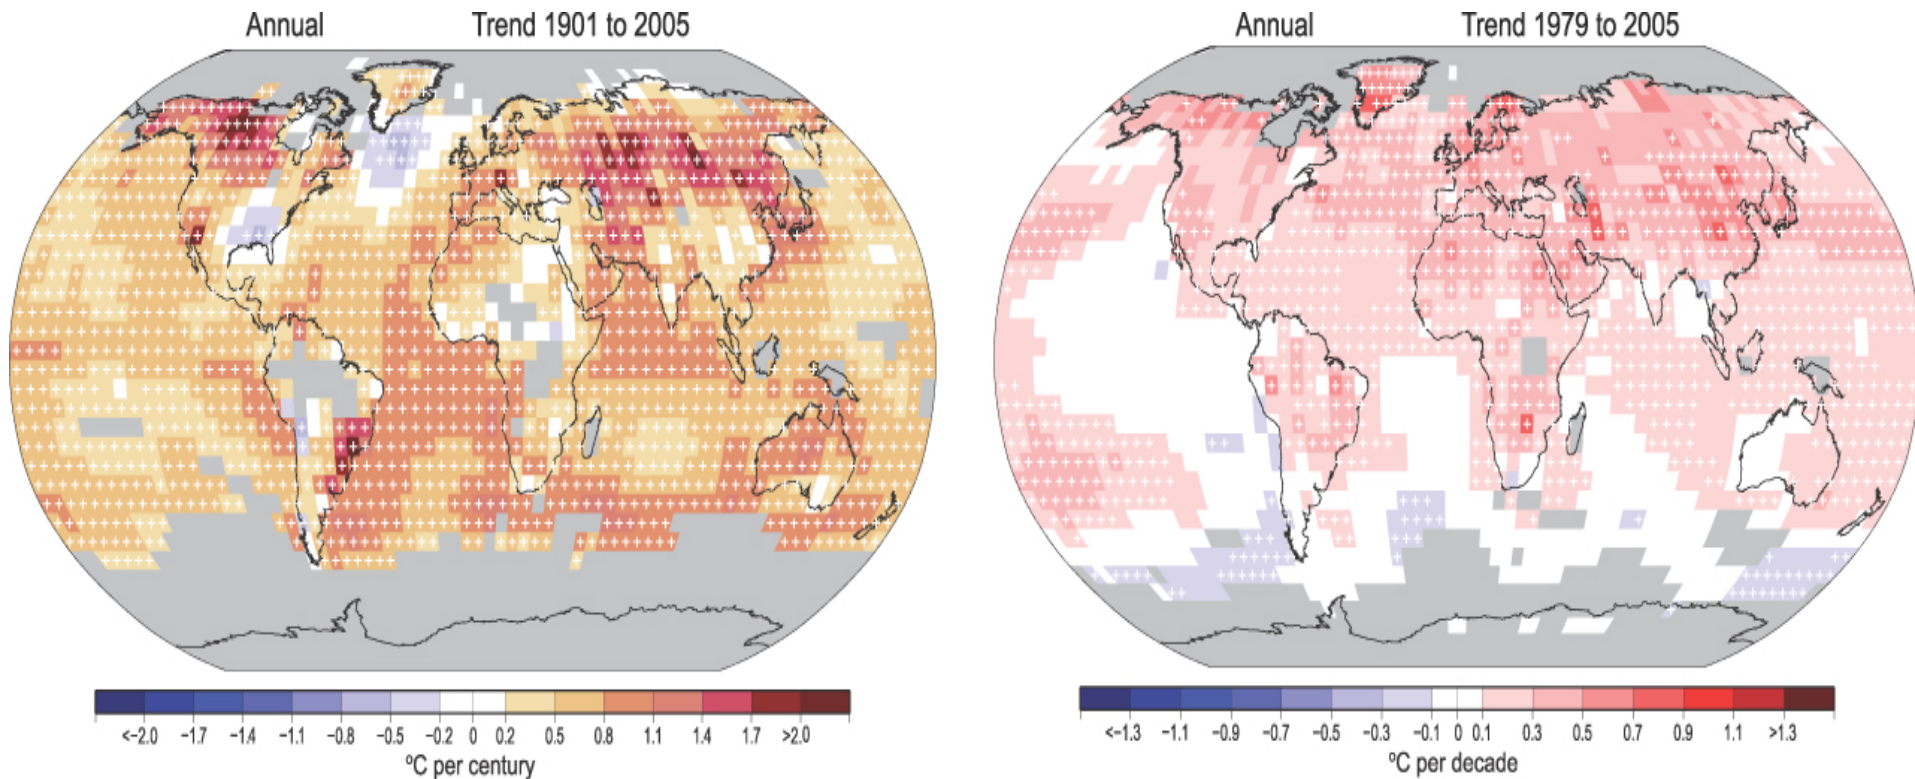 Annual Trend 1901 to 2005
<−2.0 −1.7 −1.4 −1.1 −0.8 −0.5 −0.2 0 0.2 0.5 0.8 1.1 1.4 1.7 >2.0
ºC per century
Annual Trend 1979 to 2005
<−1.3 −1.1 −0.9 −0.7 −0.5 −0.3 −0.1 0 0.1 0.3 0.5 0.7 0.9 1.1 >1.3
ºC per decade